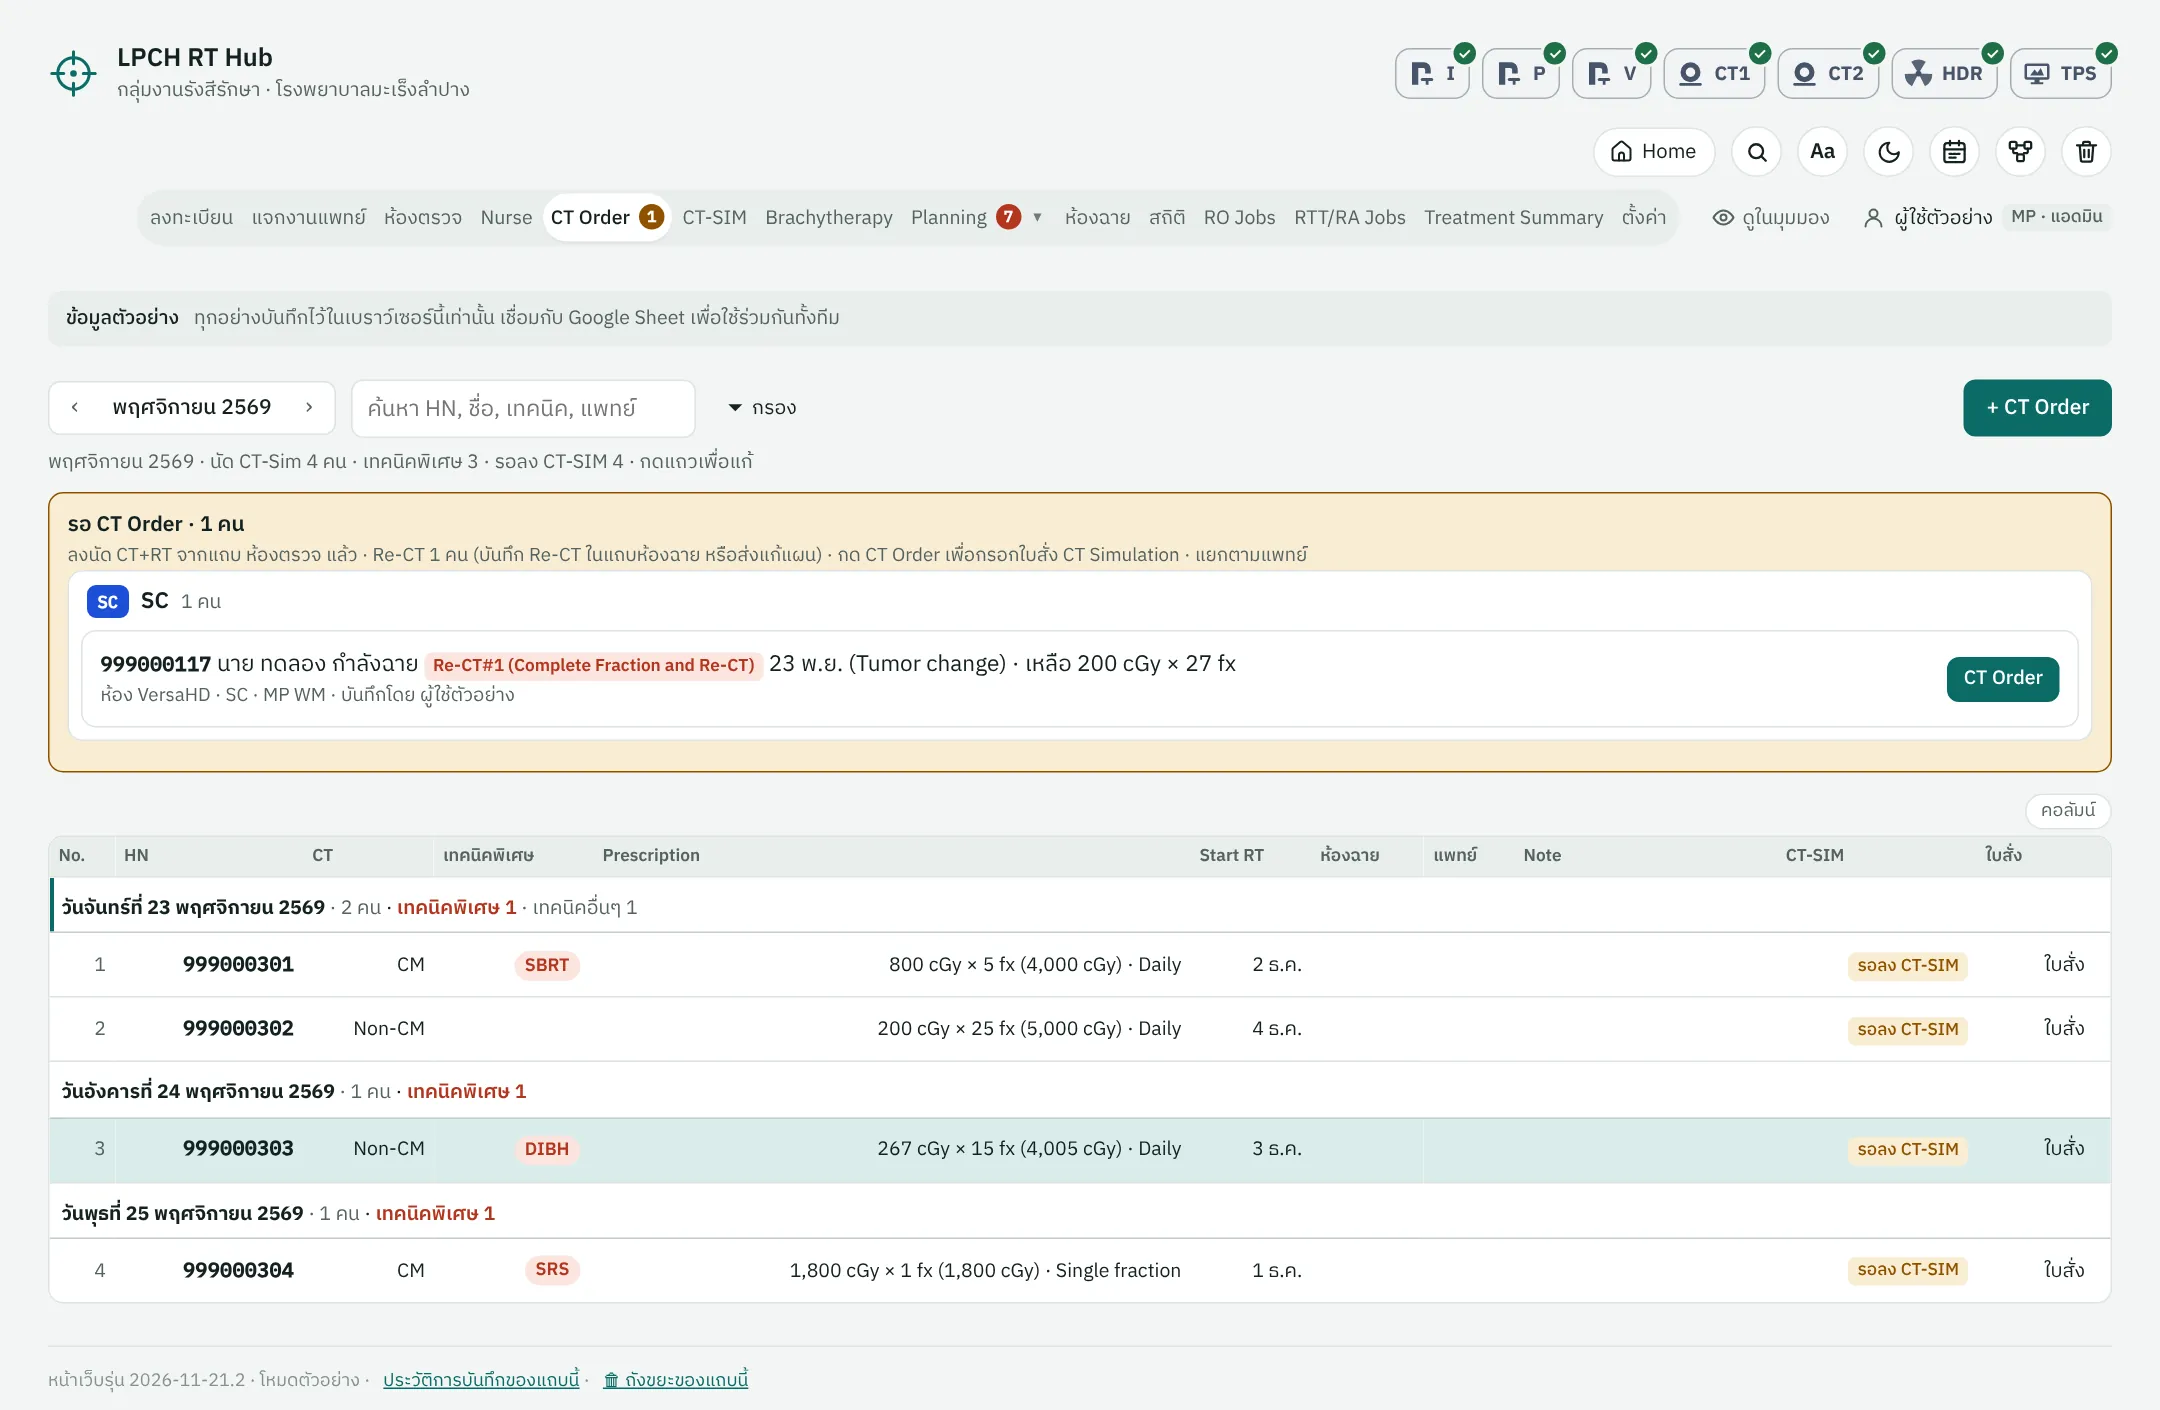 LPCH RT Hub
กลุ่มงานรังสีรักษา · โรงพยาบาลมะเร็งลำปาง
I P V CT1 CT2 HDR TPS
Home Aa
ลงทะเบียน แจกงานแพทย์ ห้องตรวจ Nurse CT Order 1 CT-SIM Brachytherapy Planning 7 ▼ ห้องฉาย สถิติ RO Jobs RTT/RA Jobs Treatment Summary ตั้งค่า ดูในมุมมอง ผู้ใช้ตัวอย่าง MP · แอดมิน
ข้อมูลตัวอย่าง ทุกอย่างบันทึกไว้ในเบราว์เซอร์นี้เท่านั้น เชื่อมกับ Google Sheet เพื่อใช้ร่วมกันทั้งทีม
‹ พฤศจิกายน 2569 › ค้นหา HN, ชื่อ, เทคนิค, แพทย์ ▼ กรอง + CT Order
พฤศจิกายน 2569 · นัด CT-Sim 4 คน · เทคนิคพิเศษ 3 · รอลง CT-SIM 4 · กดแถวเพื่อแก้
รอ CT Order · 1 คน
ลงนัด CT+RT จากแถบ ห้องตรวจ แล้ว · Re-CT 1 คน (บันทึก Re-CT ในแถบห้องฉาย หรือส่งแก้แผน) · กด CT Order เพื่อกรอกใบสั่ง CT Simulation · แยกตามแพทย์
SC SC 1 คน
999000117 นาย ทดลอง กำลังฉาย Re-CT#1 (Complete Fraction and Re-CT) 23 พ.ย. (Tumor change) · เหลือ 200 cGy × 27 fx
ห้อง VersaHD · SC · MP WM · บันทึกโดย ผู้ใช้ตัวอย่าง
CT Order
คอลัมน์
No. HN CT เทคนิคพิเศษ Prescription Start RT ห้องฉาย แพทย์ Note CT-SIM ใบสั่ง
วันจันทร์ที่ 23 พฤศจิกายน 2569 · 2 คน · เทคนิคพิเศษ 1 · เทคนิคอื่นๆ 1
1 999000301 CM SBRT 800 cGy × 5 fx (4,000 cGy) · Daily 2 ธ.ค. รอลง CT-SIM ใบสั่ง
2 999000302 Non-CM 200 cGy × 25 fx (5,000 cGy) · Daily 4 ธ.ค. รอลง CT-SIM ใบสั่ง
วันอังคารที่ 24 พฤศจิกายน 2569 · 1 คน · เทคนิคพิเศษ 1
3 999000303 Non-CM DIBH 267 cGy × 15 fx (4,005 cGy) · Daily 3 ธ.ค. รอลง CT-SIM ใบสั่ง
วันพุธที่ 25 พฤศจิกายน 2569 · 1 คน · เทคนิคพิเศษ 1
4 999000304 CM SRS 1,800 cGy × 1 fx (1,800 cGy) · Single fraction 1 ธ.ค. รอลง CT-SIM ใบสั่ง
หน้าเว็บรุ่น 2026-11-21.2 · โหมดตัวอย่าง · ประวัติการบันทึกของแถบนี้ · ถังขยะของแถบนี้